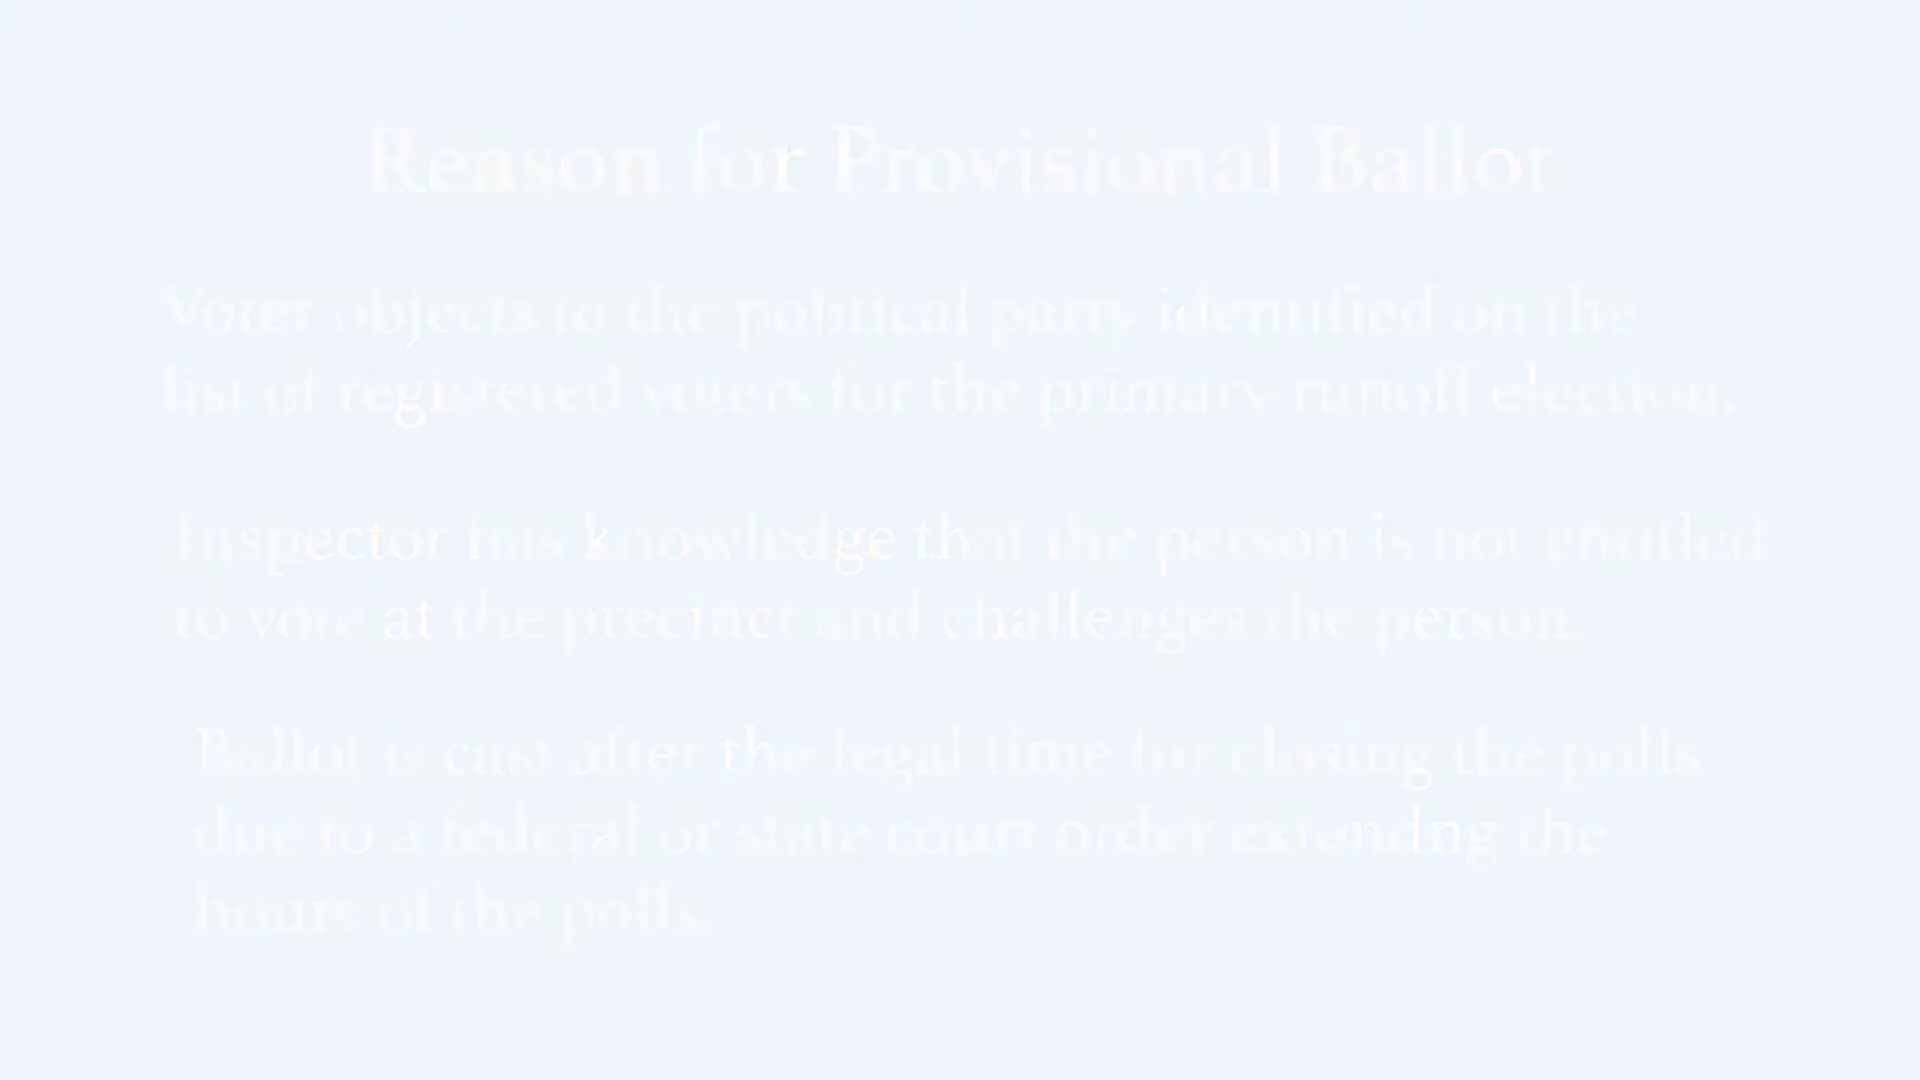 Reason for Provisional Ballot
Voter objects to the political party identified on the
list of registered voters for the primary runoff election.
Inspector has knowledge that the person is not entitled
to vote at the precinct and challenges the person.
Ballot is cast after the legal time for closing the polls
due to a federal or state court order extending the
hours of the polls.